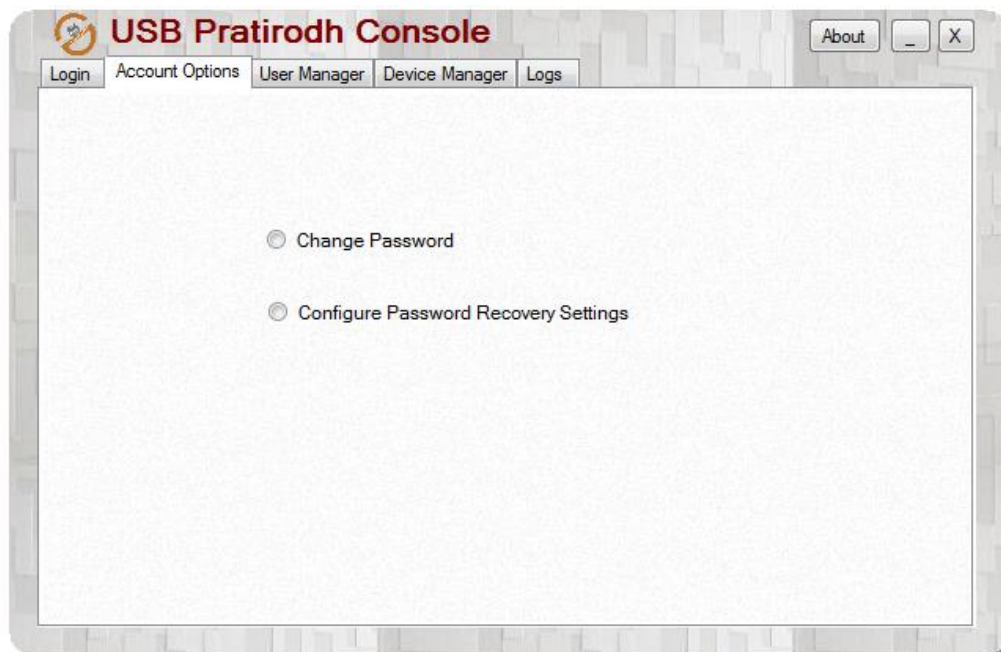 USB Pratirodh Console
About _ X
Login Account Options User Manager Device Manager Logs
Change Password
Configure Password Recovery Settings